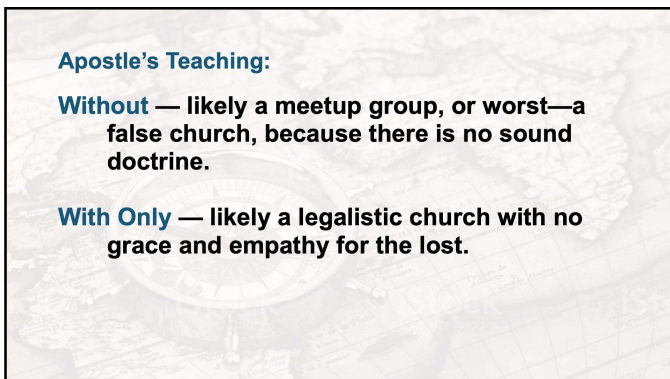 Apostle’s Teaching:
Without — likely a meetup group, or worst—a
false church, because there is no sound
doctrine.
With Only — likely a legalistic church with no
grace and empathy for the lost.